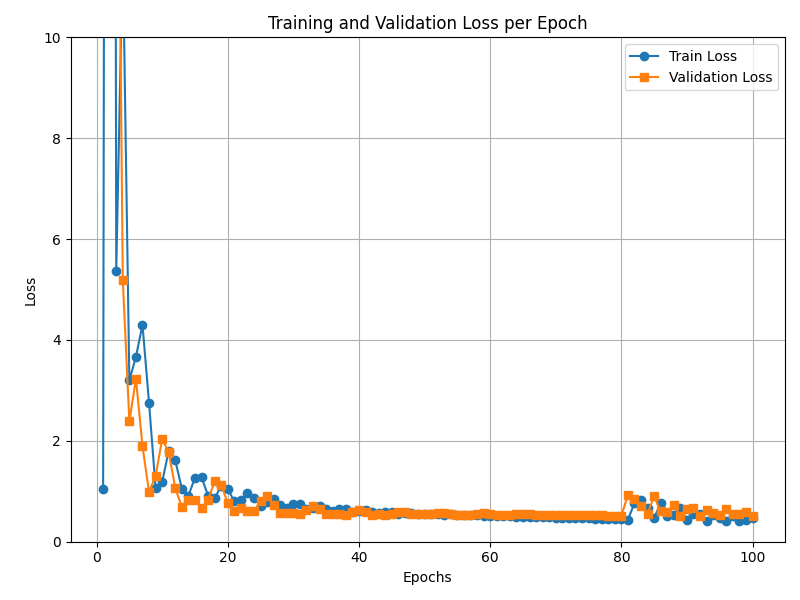 Training and Validation Loss per Epoch
Train Loss
Validation Loss
Loss
10
8
6
4
2
0
0 20 40 60 80 100
Epochs